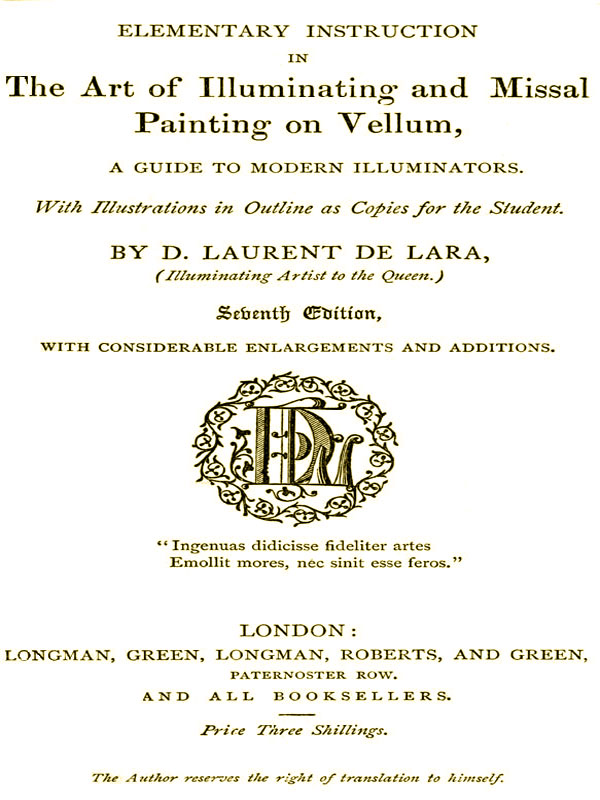 ELEMENTARY INSTRUCTION
IN
The Art of Illuminating and Missal
Painting on Vellum,
A GUIDE TO MODERN ILLUMINATORS.
With Illustrations in Outline as Copies for the Student.
BY D. LAURENT DE LARA,
(Illuminating Artist to the Queen.)
Seventh Edition,
WITH CONSIDERABLE ENLARGEMENTS AND ADDITIONS.
"Ingenuas didicisse fideliter artes
Emollit mores, nec sinit esse feros."
LONDON:
LONGMAN, GREEN, LONGMAN, ROBERTS, AND GREEN,
PATERNOSTER ROW.
AND ALL BOOKSELLERS.
Price Three Shillings.
The Author reserves the right of translation to himself.